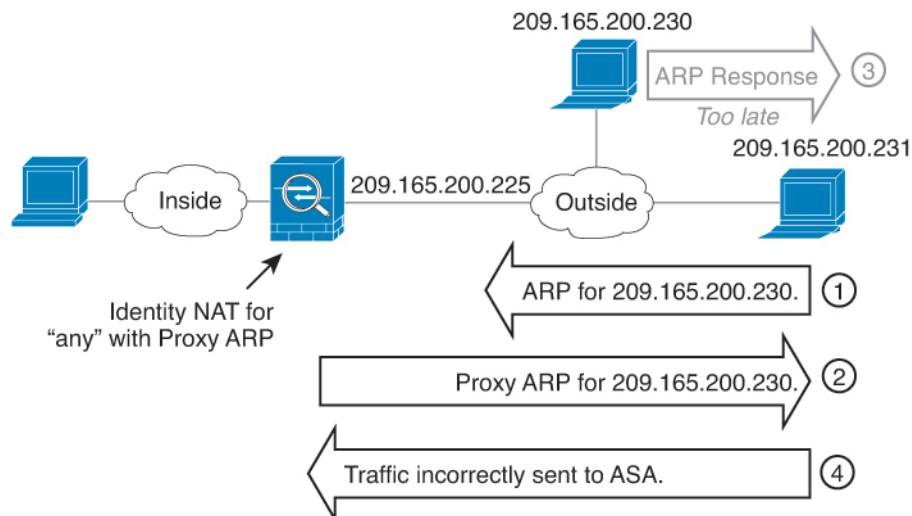 209.165.200.230
ARP Response
3
Too late
209.165.200.231
209.165.200.225
Inside
Outside
Identity NAT for
“any” with Proxy ARP
ARP for 209.165.200.230.
1
Proxy ARP for 209.165.200.230.
2
Traffic incorrectly sent to ASA.
4